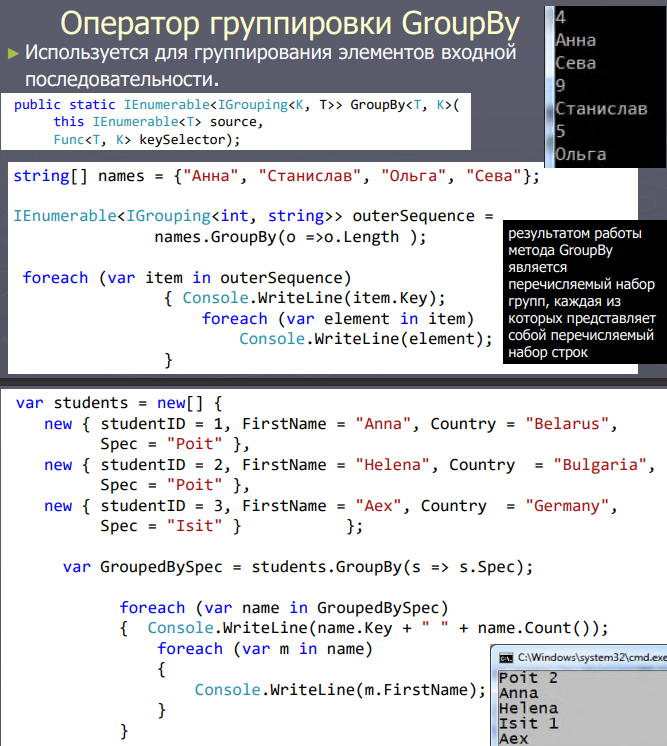 Оператор группировки GroupBy
► Используется для группирования элементов входной
последовательности.
4
Анна
Сева
9
Станислав
5
Ольга
public static IEnumerable<IGrouping<K, T>> GroupBy<T, K>(
this IEnumerable<T> source,
Func<T, K> keySelector);
string[] names = {"Анна", "Станислав", "Ольга", "Сева"};
IEnumerable<IGrouping<int, string>> outerSequence =
names.GroupBy(o =>o.Length );
foreach (var item in outerSequence)
{ Console.WriteLine(item.Key);
foreach (var element in item)
Console.WriteLine(element);
}
результатом работы
метода GroupBy
является
перечисляемый набор
групп, каждая из
которых представляет
собой перечисляемый
набор строк
var students = new[] {
new { studentID = 1, FirstName = "Anna", Country = "Belarus",
Spec = "Poit" },
new { studentID = 2, FirstName = "Helena", Country  = "Bulgaria",
Spec = "Poit" },
new { studentID = 3, FirstName = "Aex", Country  = "Germany",
Spec = "Isit" }          };
var GroupedBySpec = students.GroupBy(s => s.Spec);
foreach (var name in GroupedBySpec)
{  Console.WriteLine(name.Key + " " + name.Count());
foreach (var m in name)
{
Console.WriteLine(m.FirstName);
}
}
C:\Windows\system32\cmd.exe
Poit 2
Anna
Helena
Isit 1
Aex